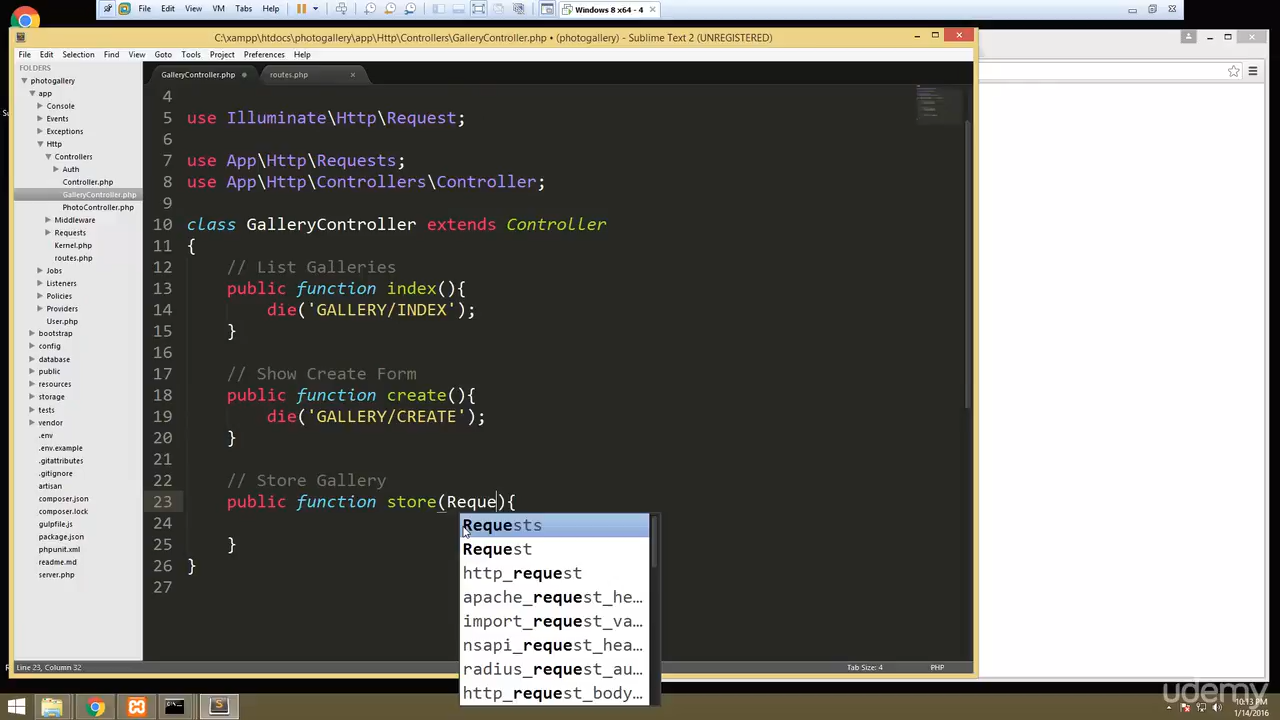 File Edit View VM Tabs Help
Windows 8 x64 - 4
C:\xampp\htdocs\photogallery\app\Http\Controllers\GalleryController.php • (photogallery) - Sublime Text 2 (UNREGISTERED)
File Edit Selection Find View Goto Tools Project Preferences Help
FOLDERS
photogallery
app
Console
Events
Exceptions
Http
Controllers
Auth
Controller.php
GalleryController.php
PhotoController.php
Middleware
Requests
Kernel.php
routes.php
Jobs
Listeners
Policies
Providers
User.php
bootstrap
config
database
public
resources
storage
tests
vendor
.env
.env.example
.gitattributes
.gitignore
artisan
composer.json
composer.lock
gulpfile.js
package.json
phpunit.xml
readme.md
server.php
GalleryController.php routes.php
4
5 use Illuminate\Http\Request;
6
7 use App\Http\Requests;
8 use App\Http\Controllers\Controller;
9
10 class GalleryController extends Controller
11 {
12 // List Galleries
13 public function index(){
14 die('GALLERY/INDEX');
15 }
16
17 // Show Create Form
18 public function create(){
19 die('GALLERY/CREATE');
20 }
21
22 // Store Gallery
23 public function store(Reque){
24
25 }
26 }
27
Requests
Request
http_request
apache_request_he...
import_request_va...
nsapi_request_hea...
radius_request_au...
http_request_body...
Line 23, Column 32
Tab Size: 4
PHP
udemy
10:13 PM
1/14/2016